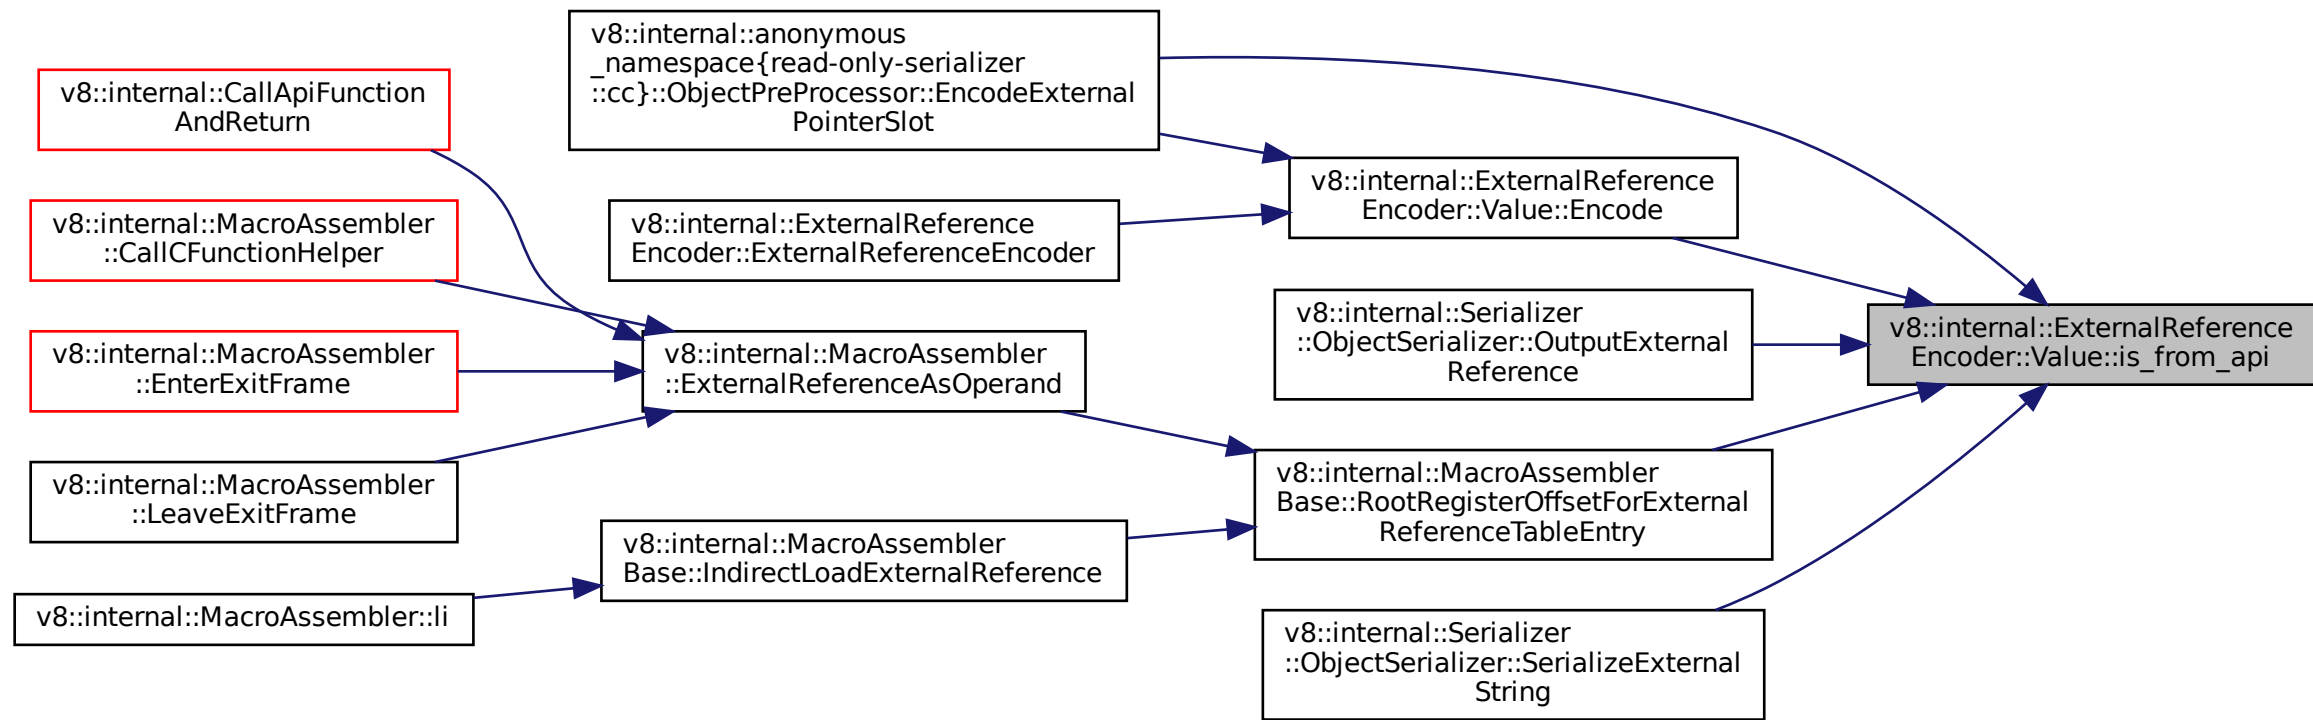 v8::internal::anonymous
_namespace{read-only-serializer
::cc}::ObjectPreProcessor::EncodeExternal
PointerSlot
v8::internal::CallApiFunction
AndReturn
v8::internal::ExternalReference
Encoder::Value::Encode
v8::internal::MacroAssembler
::CallCFunctionHelper
v8::internal::ExternalReference
Encoder::ExternalReferenceEncoder
v8::internal::Serializer
::ObjectSerializer::OutputExternal
Reference
v8::internal::ExternalReference
Encoder::Value::is_from_api
v8::internal::MacroAssembler
::EnterExitFrame
v8::internal::MacroAssembler
::ExternalReferenceAsOperand
v8::internal::MacroAssembler
Base::RootRegisterOffsetForExternal
ReferenceTableEntry
v8::internal::MacroAssembler
::LeaveExitFrame
v8::internal::MacroAssembler
Base::IndirectLoadExternalReference
v8::internal::MacroAssembler::li
v8::internal::Serializer
::ObjectSerializer::SerializeExternal
String